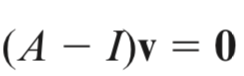 (A − I)v = 0